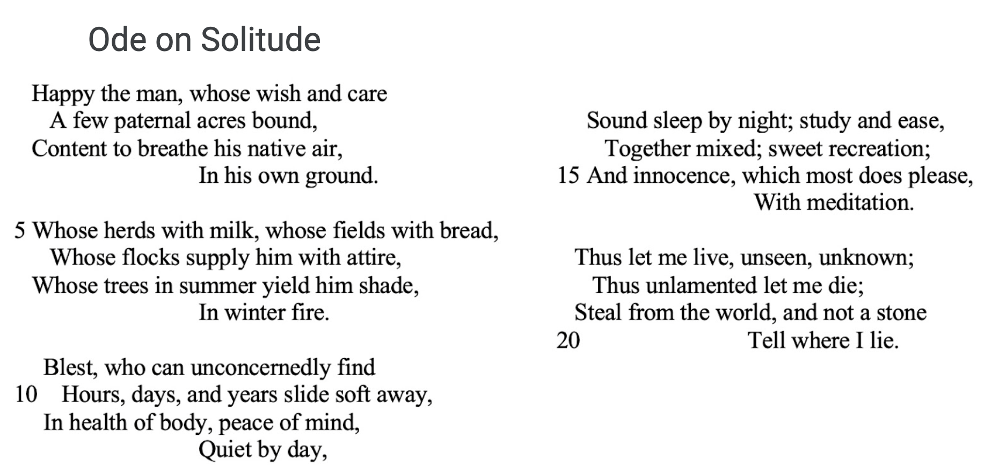 Ode on Solitude
Happy the man, whose wish and care
A few paternal acres bound,
Content to breathe his native air,
In his own ground.
5 Whose herds with milk, whose fields with bread,
Whose flocks supply him with attire,
Whose trees in summer yield him shade,
In winter fire.
Blest, who can unconcernedly find
10 Hours, days, and years slide soft away,
In health of body, peace of mind,
Quiet by day,
Sound sleep by night; study and ease,
Together mixed; sweet recreation;
15 And innocence, which most does please,
With meditation.
Thus let me live, unseen, unknown;
Thus unlamented let me die;
Steal from the world, and not a stone
20 Tell where I lie.